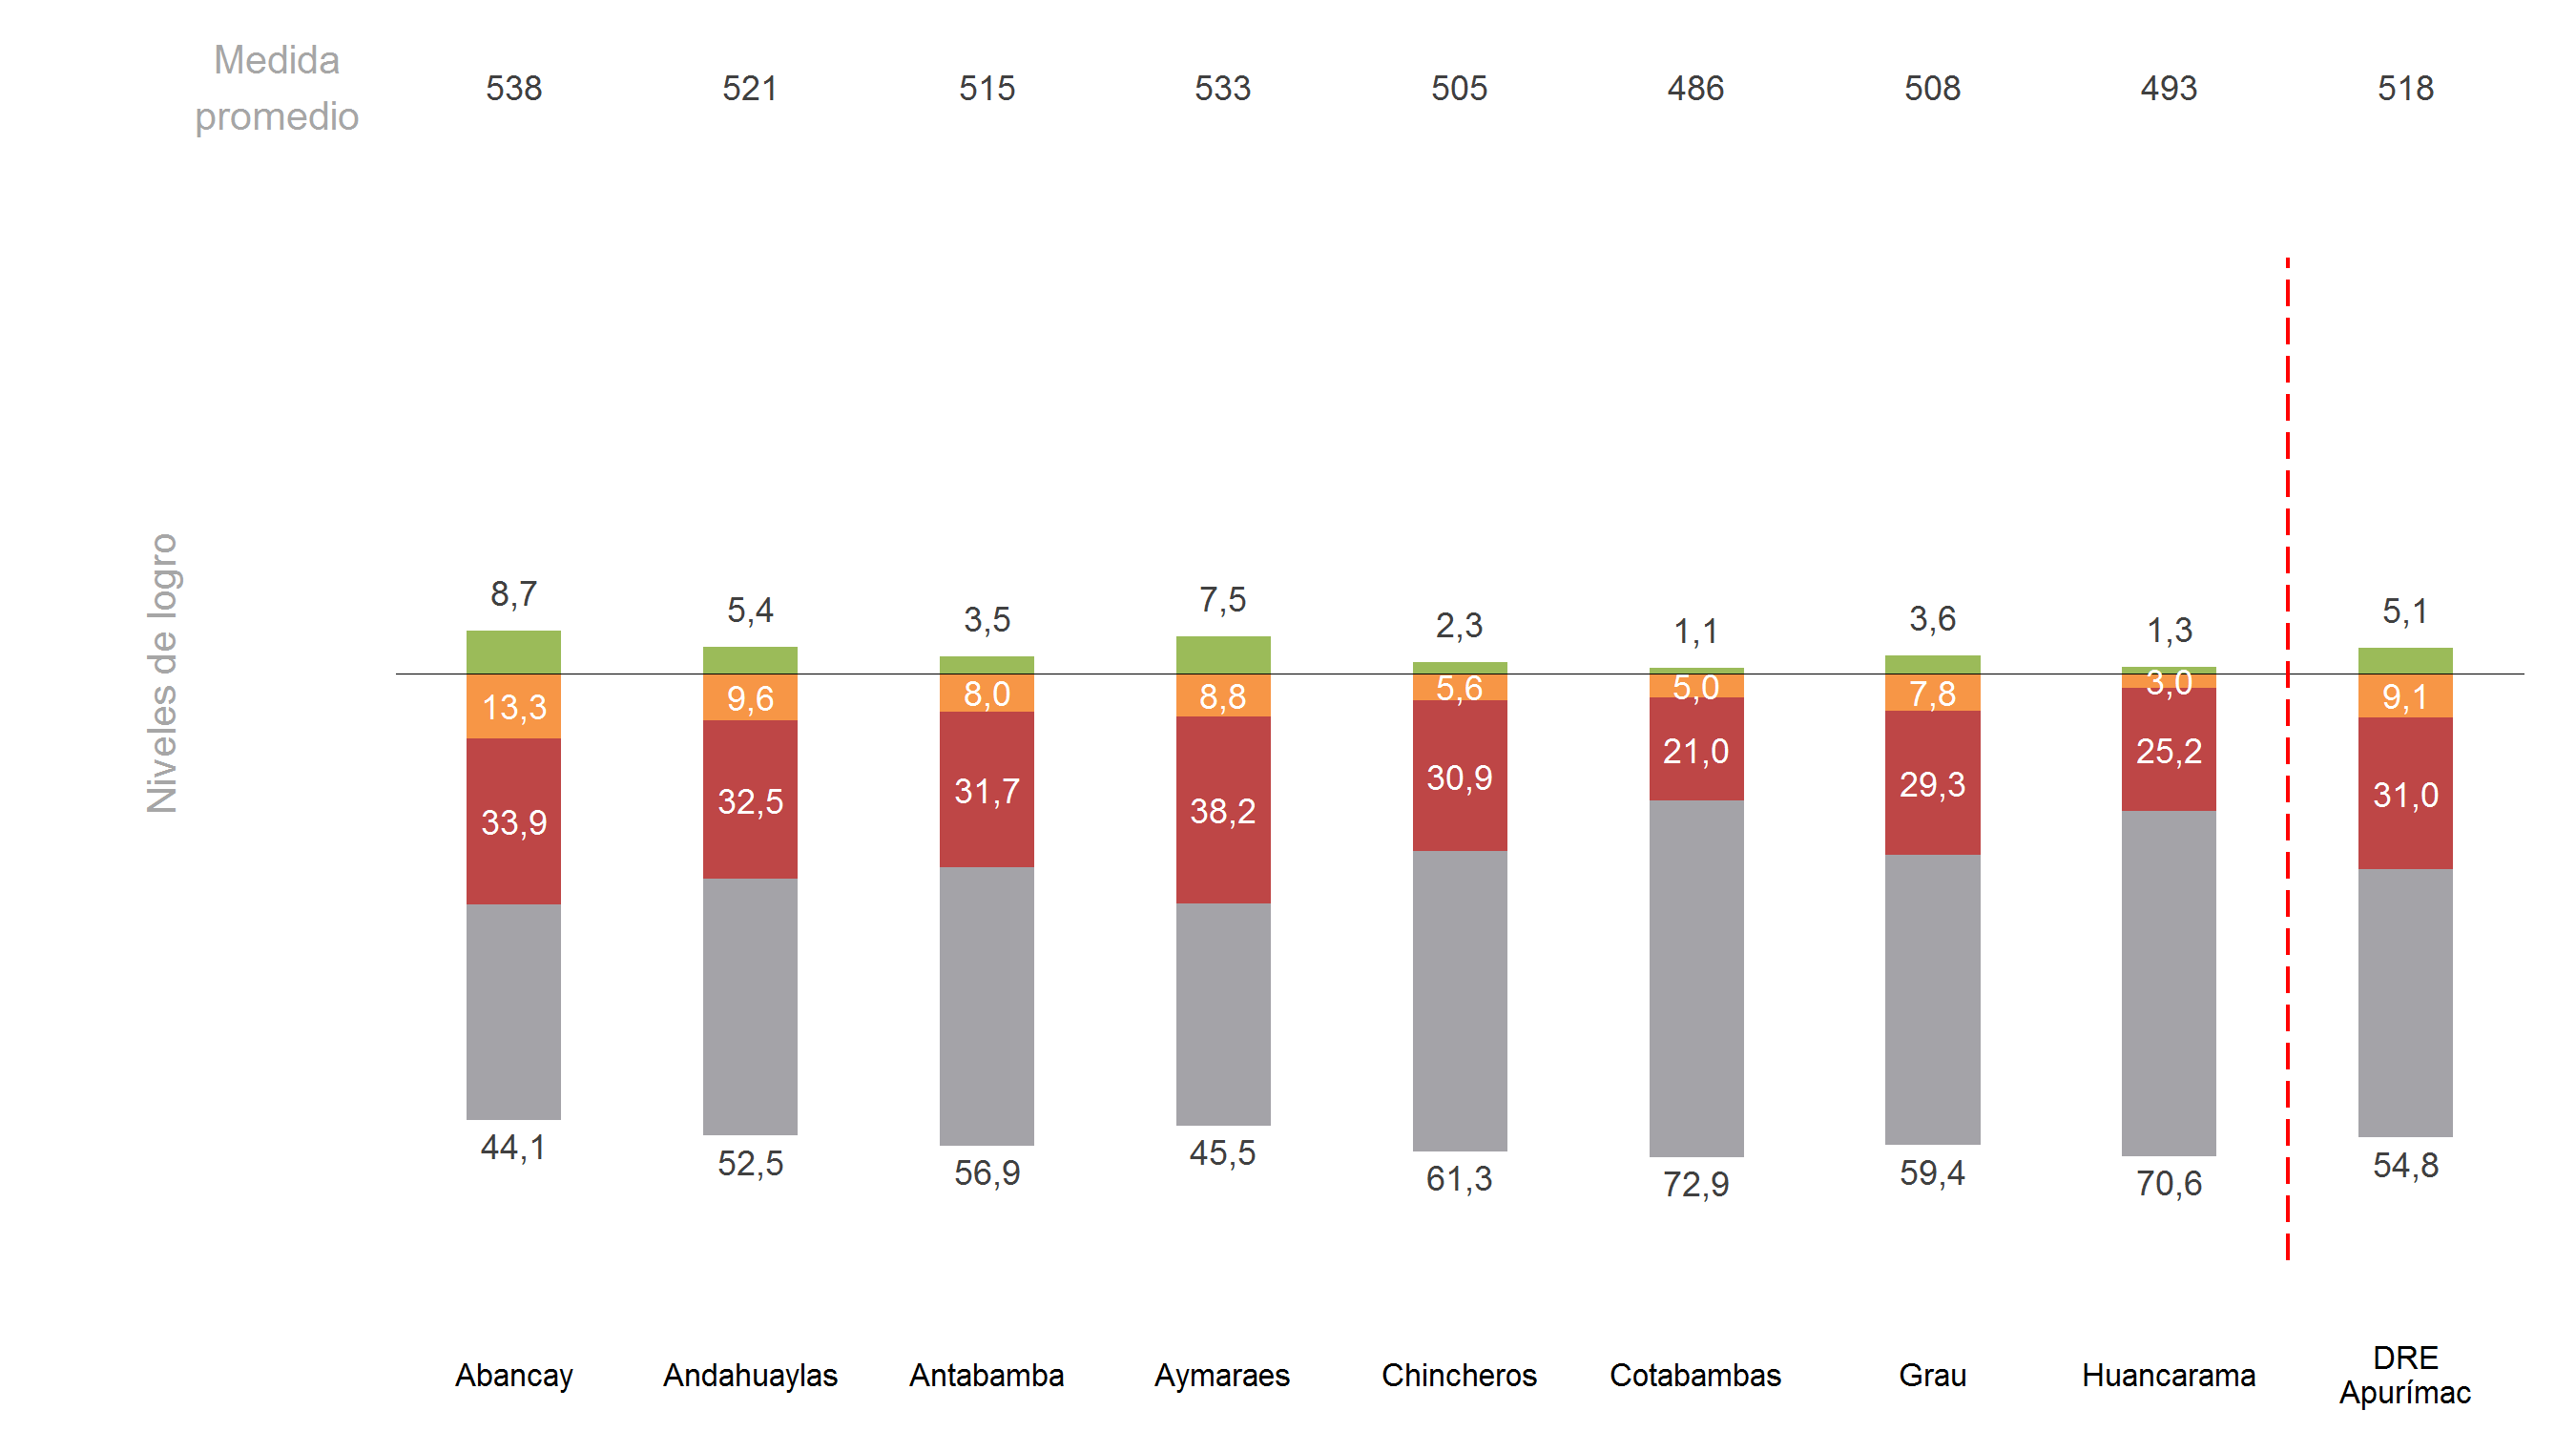 Medida
promedio
538 521 515 533 505 486 508 493 518
Niveles de logro
8,7 5,4 3,5 7,5 2,3 1,1 3,6 1,3 5,1
13,3 9,6 8,0 8,8 5,6 5,0 7,8 3,0 9,1
33,9 32,5 31,7 38,2 30,9 21,0 29,3 25,2 31,0
44,1 52,5 56,9 45,5 61,3 72,9 59,4 70,6 54,8
Abancay Andahuaylas Antabamba Aymaraes Chincheros Cotabambas Grau Huancarama DRE
Apurímac